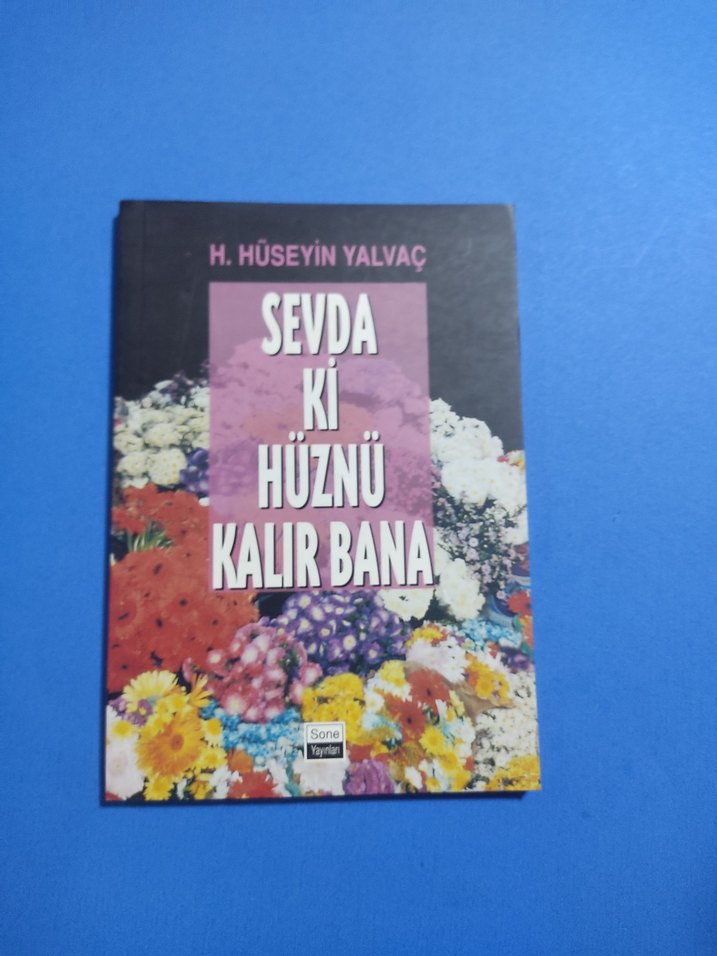 H. HÜSEYİN YALVAÇ
SEVDA
Kİ
HÜZNÜ
KALIR BANA
Sone
Yayınları